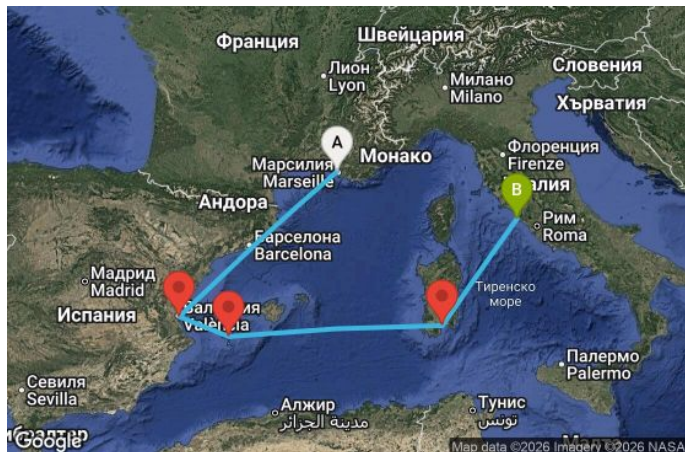 Швейцария
Франция
Лион
Lyon
Милано
Milano
Словения
Хърватия
A
Марсилия
Marseille
Монако
Флоренция
Firenze
B
Андора
Рим
Roma
Барселона
Barcelona
Мадрид
Madrid
Тиренско
море
Испания
València
Палермо
Palermo
Севиля
Sevilla
Алжир
مدينة الجزائر
Тунис
تونس
Google
Map data ©2026 Imagery ©2026 NASA